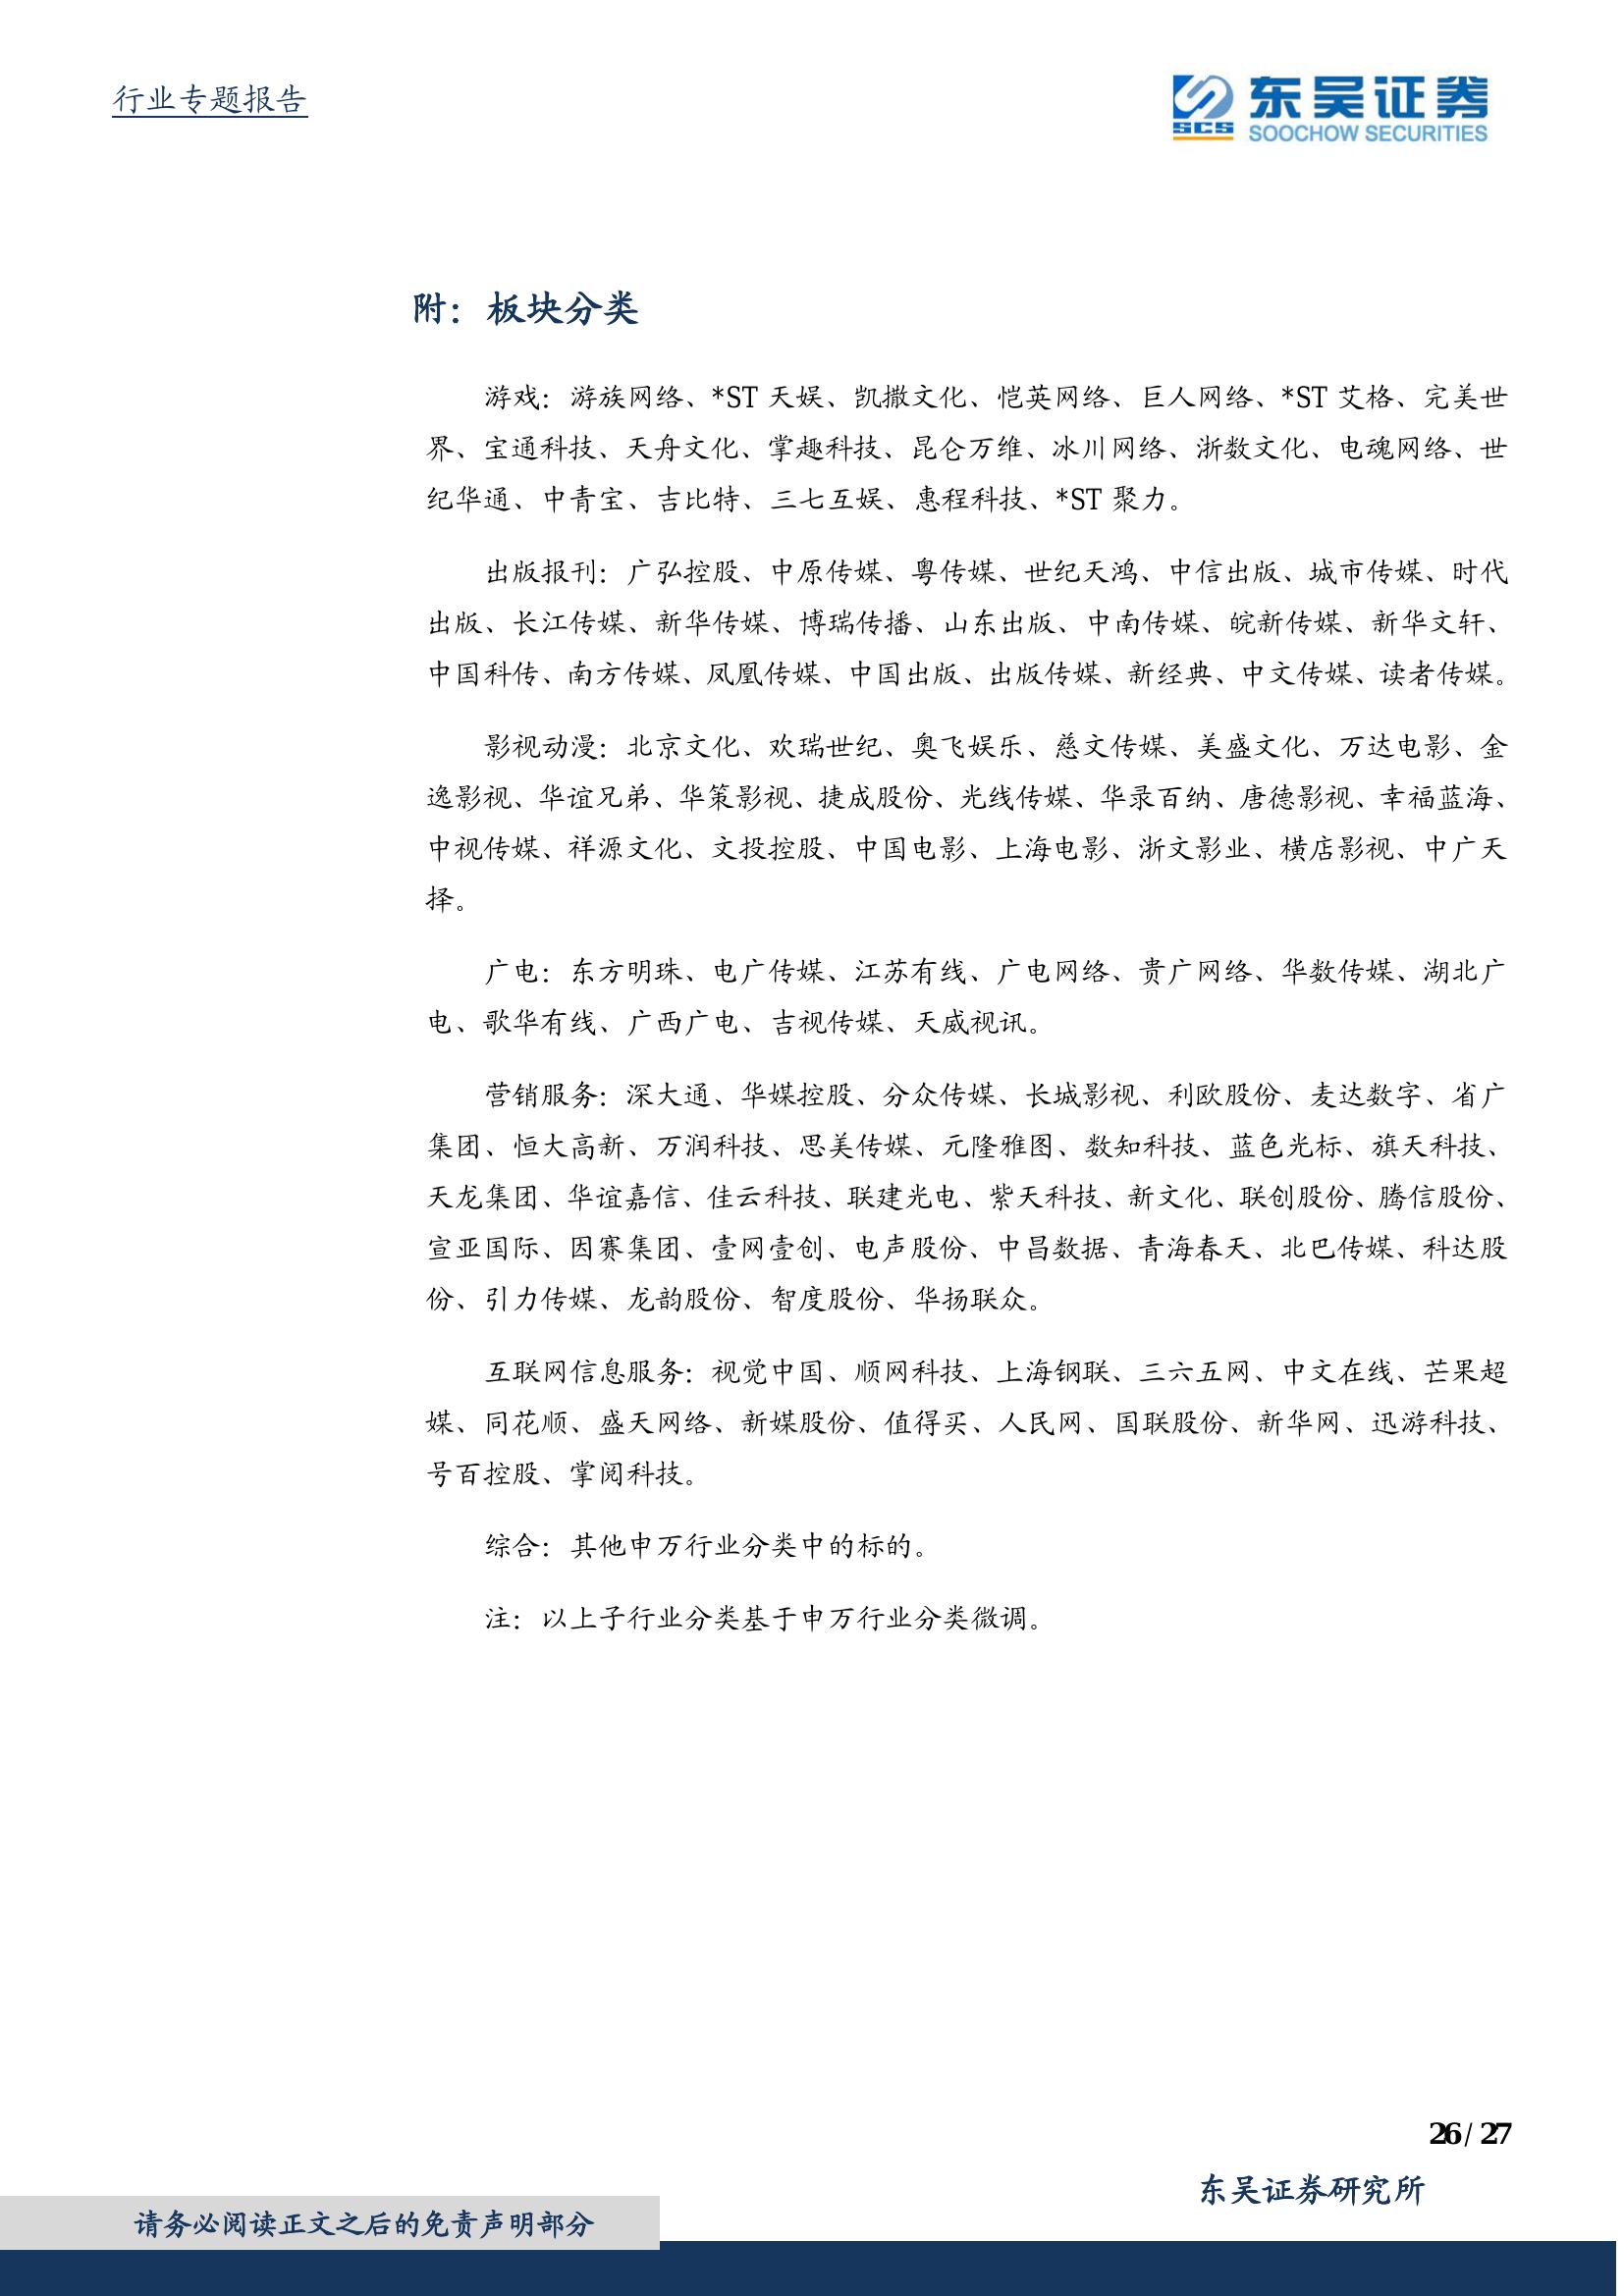 行业专题报告
东吴证券
SCS
SOOCHOW SECURITIES
附：板块分类
游戏：游族网络、*ST 天娱、凯撒文化、恺英网络、巨人网络、*ST 艾格、完美世
界、宝通科技、天舟文化、掌趣科技、昆仑万维、冰川网络、浙数文化、电魂网络、世
纪华通、中青宝、吉比特、三七互娱、惠程科技、*ST 聚力。
出版报刊：广弘控股、中原传媒、粤传媒、世纪天鸿、中信出版、城市传媒、时代
出版、长江传媒、新华传媒、博瑞传播、山东出版、中南传媒、皖新传媒、新华文轩、
中国科传、南方传媒、凤凰传媒、中国出版、出版传媒、新经典、中文传媒、读者传媒。
影视动漫：北京文化、欢瑞世纪、奥飞娱乐、慈文传媒、美盛文化、万达电影、金
逸影视、华谊兄弟、华策影视、捷成股份、光线传媒、华录百纳、唐德影视、幸福蓝海、
中视传媒、祥源文化、文投控股、中国电影、上海电影、浙文影业、横店影视、中广天
择。
广电：东方明珠、电广传媒、江苏有线、广电网络、贵广网络、华数传媒、湖北广
电、歌华有线、广西广电、吉视传媒、天威视讯。
营销服务：深大通、华媒控股、分众传媒、长城影视、利欧股份、麦达数字、省广
集团、恒大高新、万润科技、思美传媒、元隆雅图、数知科技、蓝色光标、旗天科技、
天龙集团、华谊嘉信、佳云科技、联建光电、紫天科技、新文化、联创股份、腾信股份、
宣亚国际、因赛集团、壹网壹创、电声股份、中昌数据、青海春天、北巴传媒、科达股
份、引力传媒、龙韵股份、智度股份、华扬联众。
互联网信息服务：视觉中国、顺网科技、上海钢联、三六五网、中文在线、芒果超
媒、同花顺、盛天网络、新媒股份、值得买、人民网、国联股份、新华网、迅游科技、
号百控股、掌阅科技。
综合：其他申万行业分类中的标的。
注：以上子行业分类基于申万行业分类微调。
26 / 27
东吴证券研究所
请务必阅读正文之后的免责声明部分